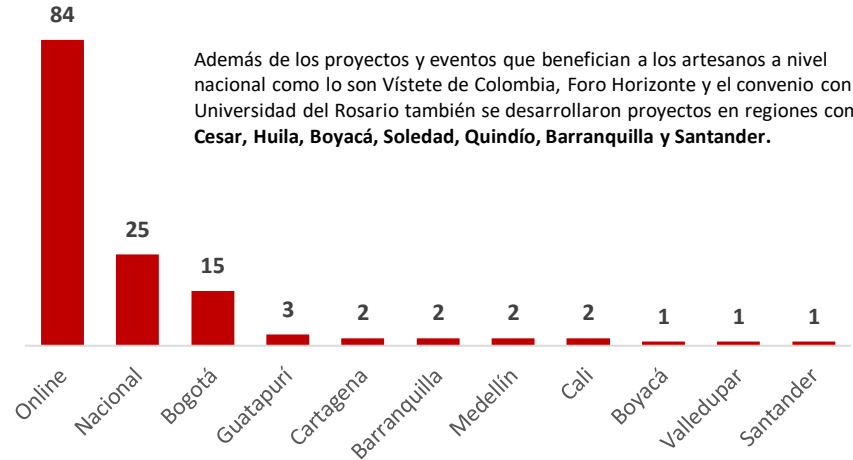 84
Además de los proyectos y eventos que benefician a los artesanos a nivel
nacional como lo son Vístete de Colombia, Foro Horizonte y el convenio con
Universidad del Rosario también se desarrollaron proyectos en regiones com
Cesar, Huila, Boyacá, Soledad, Quindío, Barranquilla y Santander.
25
15
3
2
2
2
2
1
1
1
Online
Nacional
Bogotá
Guatapurí
Cartagena
Barranquilla
Medellín
Cali
Boyacá
Valledupar
Santander